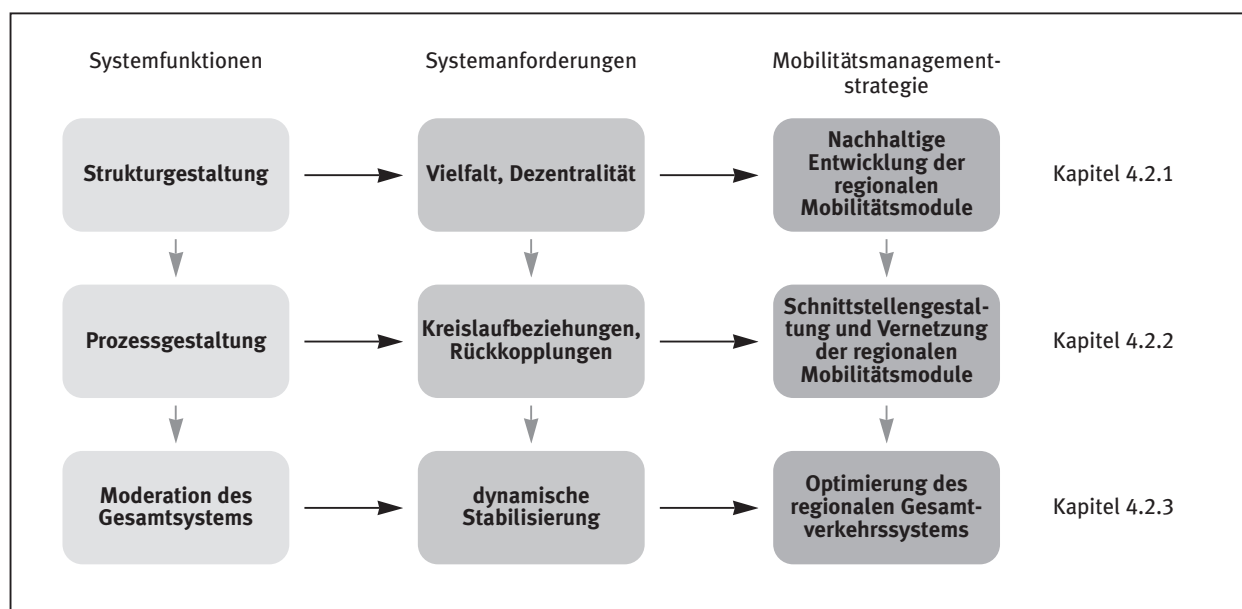 Systemfunktionen
Systemanforderungen
Mobilitätsmanagement-
strategie
Strukturgestaltung
Vielfalt, Dezentralität
Nachhaltige
Entwicklung der
regionalen
Mobilitätsmodule
Kapitel 4.2.1
Prozessgestaltung
Kreislaufbeziehungen,
Rückkopplungen
Schnittstellengestal-
tung und Vernetzung
der regionalen
Mobilitätsmodule
Kapitel 4.2.2
Moderation des
Gesamtsystems
dynamische
Stabilisierung
Optimierung des
regionalen Gesamt-
verkehrssystems
Kapitel 4.2.3